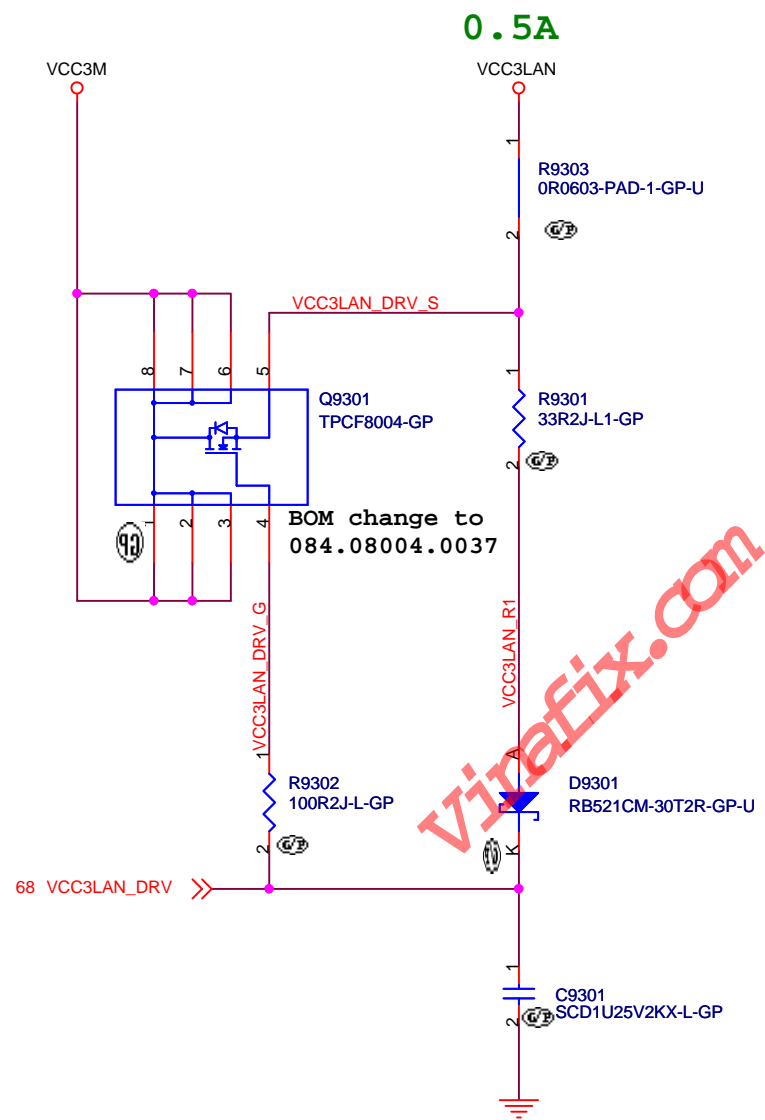 0.5A
VCC3M
VCC3LAN
1
R9303
0R0603-PAD-1-GP-U
2
G/P
VCC3LAN_DRV_S
8
7
6
5
1
Q9301
TPCF8004-GP
R9301
33R2J-L1-GP
2
G/P
1
2
3
4
GP
BOM change to
084.08004.0037
VCC3LAN_DRV_G
VCC3LAN_R1
1
R9302
100R2J-L-GP
2
G/P
A
D9301
RB521CM-30T2R-GP-U
K
68 VCC3LAN_DRV
1
C9301
SCD1U25V2KX-L-GP
2
G/P
Vinafix.com